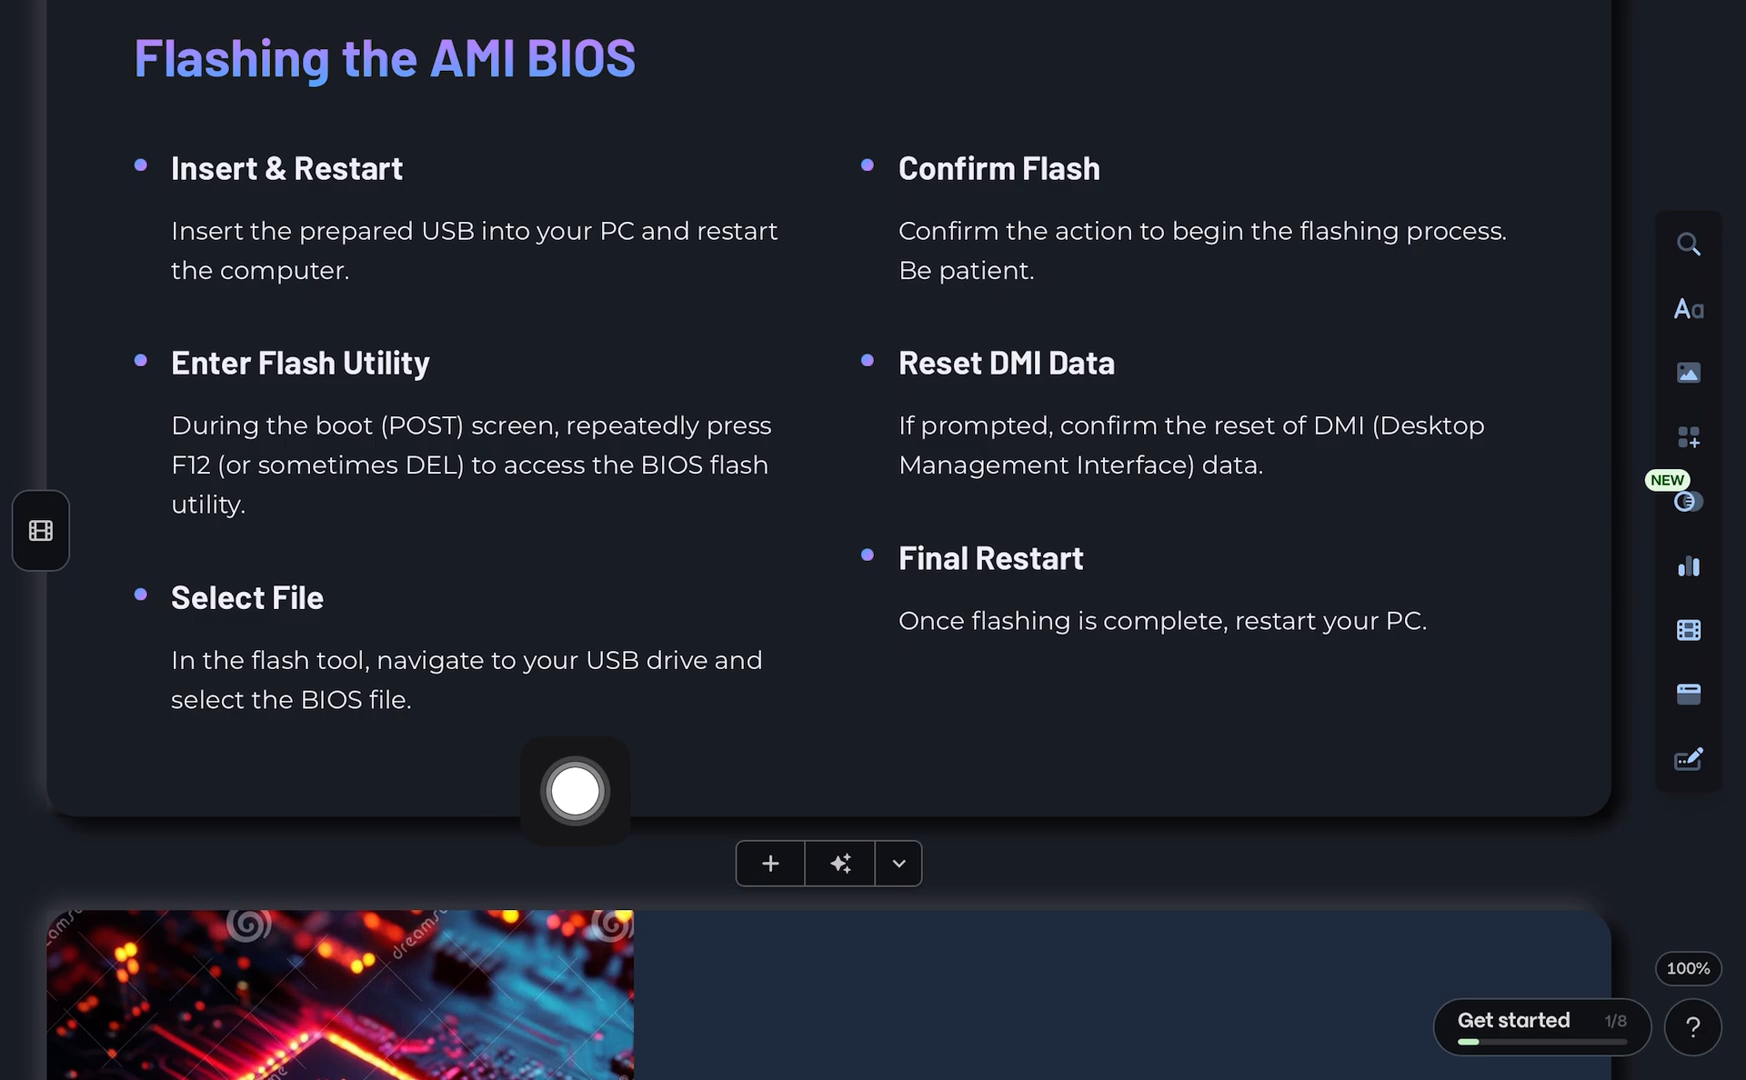 Flashing the AMI BIOS
Insert & Restart
Insert the prepared USB into your PC and restart
the computer.
Enter Flash Utility
During the boot (POST) screen, repeatedly press
F12 (or sometimes DEL) to access the BIOS flash
utility.
Select File
In the flash tool, navigate to your USB drive and
select the BIOS file.
Confirm Flash
Confirm the action to begin the flashing process.
Be patient.
Reset DMI Data
If prompted, confirm the reset of DMI (Desktop
Management Interface) data.
Final Restart
Once flashing is complete, restart your PC.
Aa
NEW
100%
Get started 1/8
?